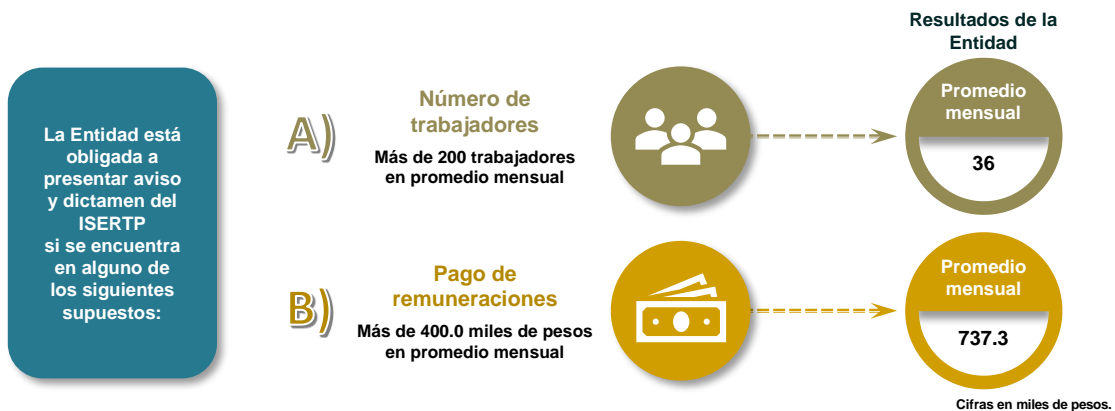 La Entidad está
obligada a
presentar aviso
y dictamen del
ISERTP
si se encuentra
en alguno de
los siguientes
supuestos:
A)
Número de
trabajadores
Más de 200 trabajadores
en promedio mensual
Resultados de la
Entidad
Promedio
mensual
36
B)
Pago de
remuneraciones
Más de 400.0 miles de pesos
en promedio mensual
Promedio
mensual
737.3
Cifras en miles de pesos.